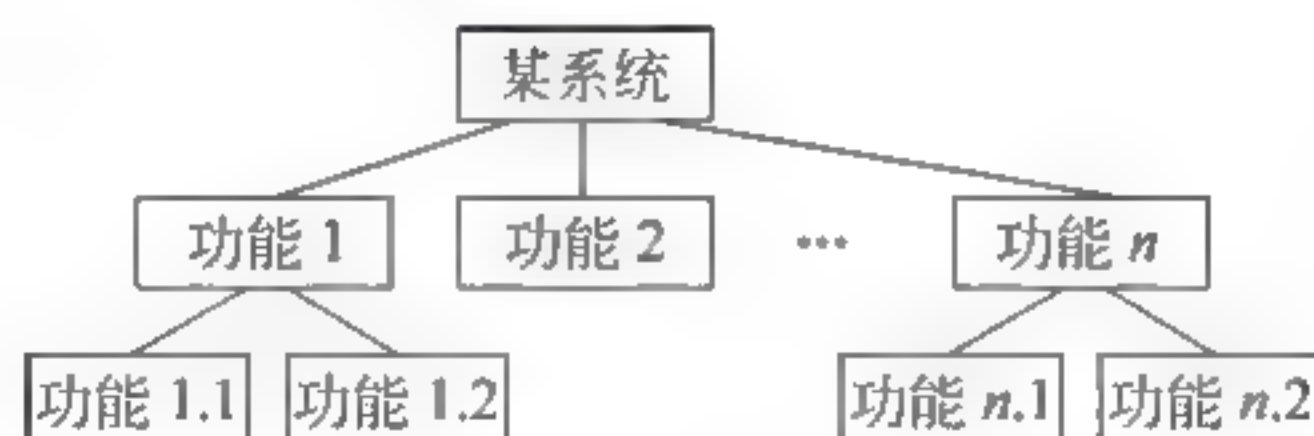 某系统
功能 1 功能 2 ... 功能 n
功能 1.1 功能 1.2 功能 n.1 功能 n.2